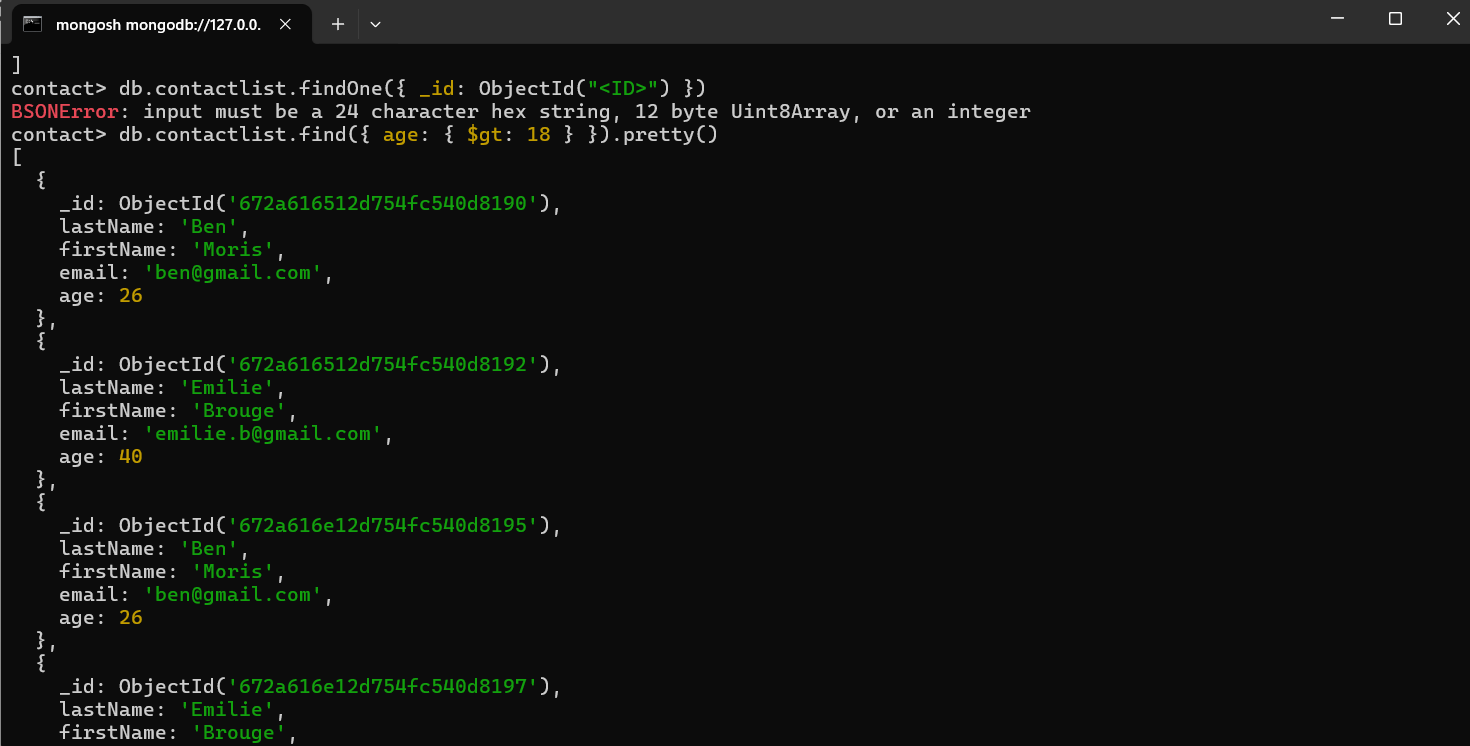 mongosh mongodb://127.0.0.
]
contact> db.contactlist.findOne({ _id: ObjectId("<ID>") })
BSONError: input must be a 24 character hex string, 12 byte Uint8Array, or an integer
contact> db.contactlist.find({ age: { $gt: 18 } }).pretty()
[
  {
    _id: ObjectId('672a616512d754fc540d8190'),
    lastName: 'Ben',
    firstName: 'Moris',
    email: 'ben@gmail.com',
    age: 26
  },
  {
    _id: ObjectId('672a616512d754fc540d8192'),
    lastName: 'Emilie',
    firstName: 'Brouge',
    email: 'emilie.b@gmail.com',
    age: 40
  },
  {
    _id: ObjectId('672a616e12d754fc540d8195'),
    lastName: 'Ben',
    firstName: 'Moris',
    email: 'ben@gmail.com',
    age: 26
  },
  {
    _id: ObjectId('672a616e12d754fc540d8197'),
    lastName: 'Emilie',
    firstName: 'Brouge',